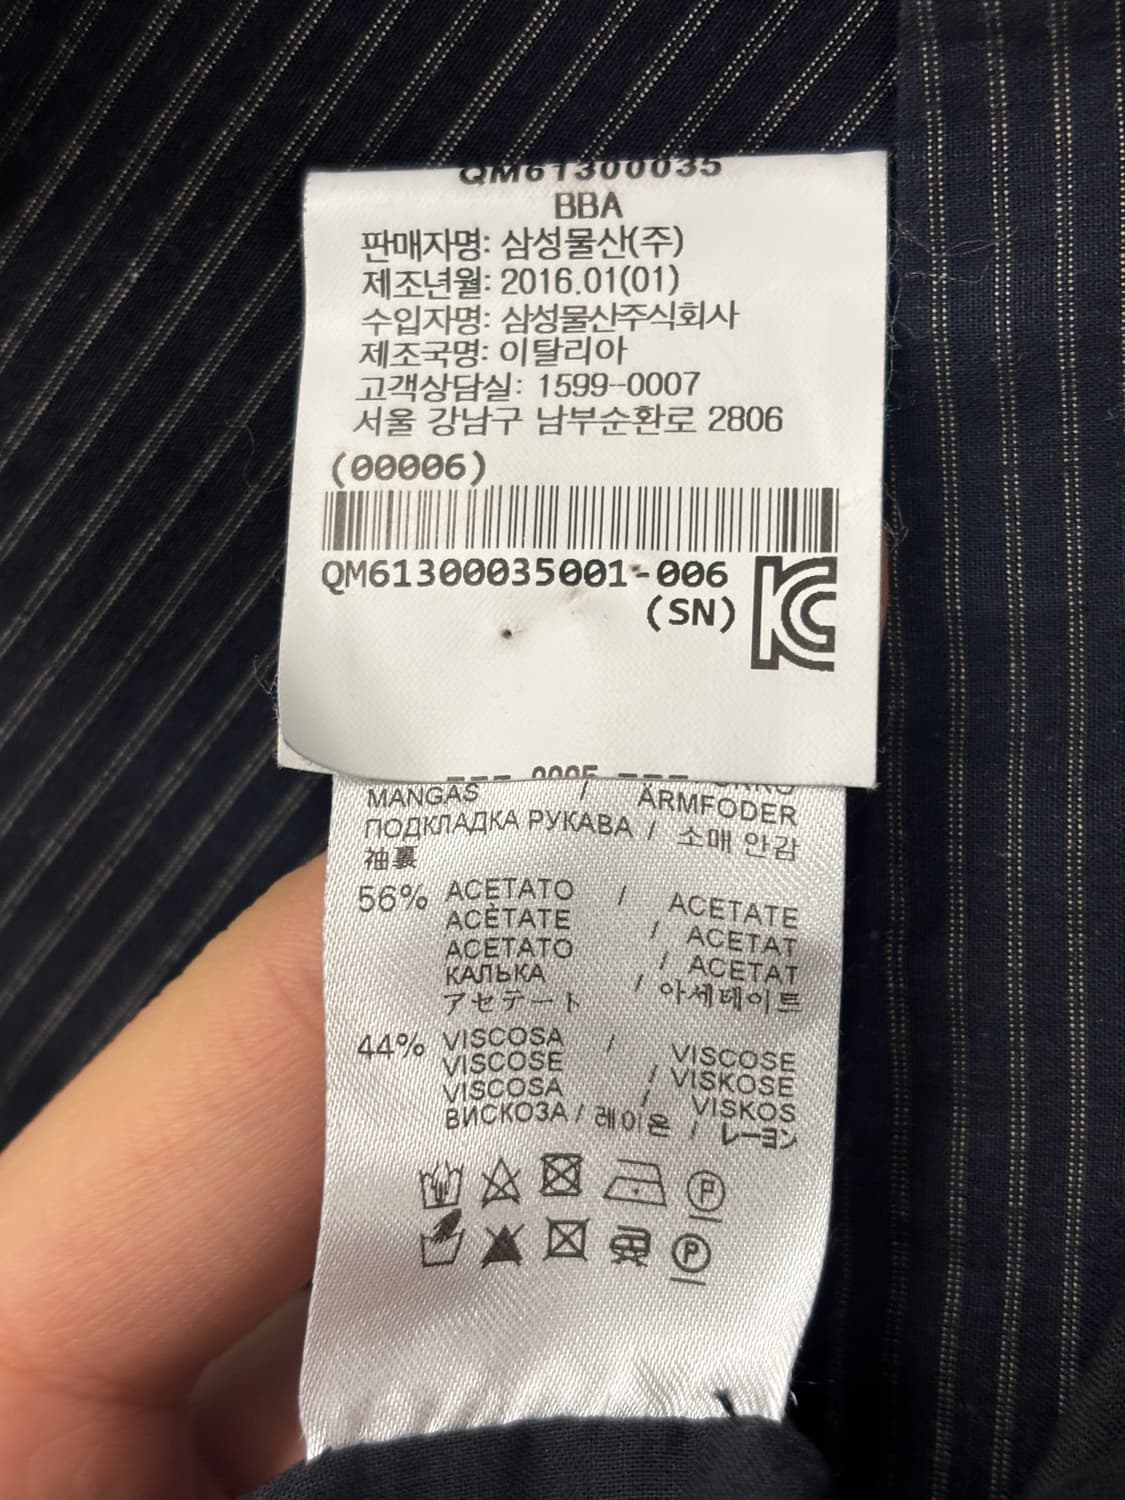 QM61300035
BBA
판매자명: 삼성물산(주)
제조년월: 2016.01(01)
수입자명: 삼성물산주식회사
제조국명: 이탈리아
고객상담실: 1599-0007
서울 강남구 남부순환로 2806
(00006)
QM61300035001-006
(SN)
KC
MANGAS / ÄRMFODER
ПОДКЛАДКА РУКАВА / 소매 안감
袖裏
56% ACETATO / ACETATE
ACÉTATE / ACETAT
ACETATO / ACETAT
КАЛЬКА / 아세테이트
アセテート
44% VISCOSA / VISCOSE
VISCOSE / VISKOSE
VISCOSA / VISKOS
ВИСКОЗА / 레이온 / レーヨン
P
P